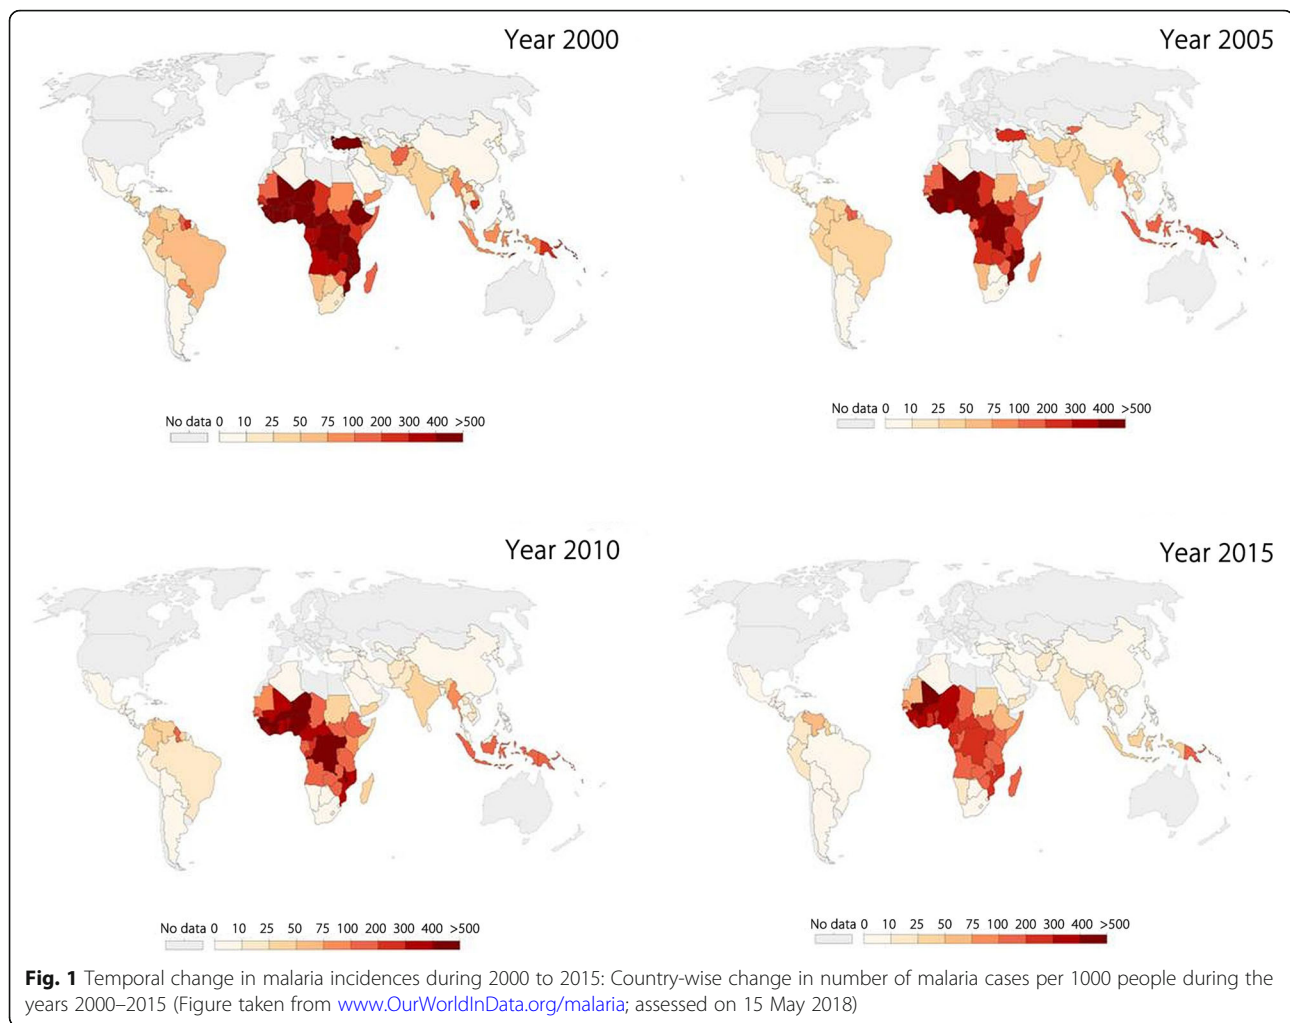 Year 2000
Year 2005
No data 0 10 25 50 75 100 200 300 400 >500
No data 0 10 25 50 75 100 200 300 400 >500
Year 2010
Year 2015
No data 0 10 25 50 75 100 200 300 400 >500
No data 0 10 25 50 75 100 200 300 400 >500
Fig. 1 Temporal change in malaria incidences during 2000 to 2015: Country-wise change in number of malaria cases per 1000 people during the
years 2000–2015 (Figure taken from www.OurWorldInData.org/malaria; assessed on 15 May 2018)